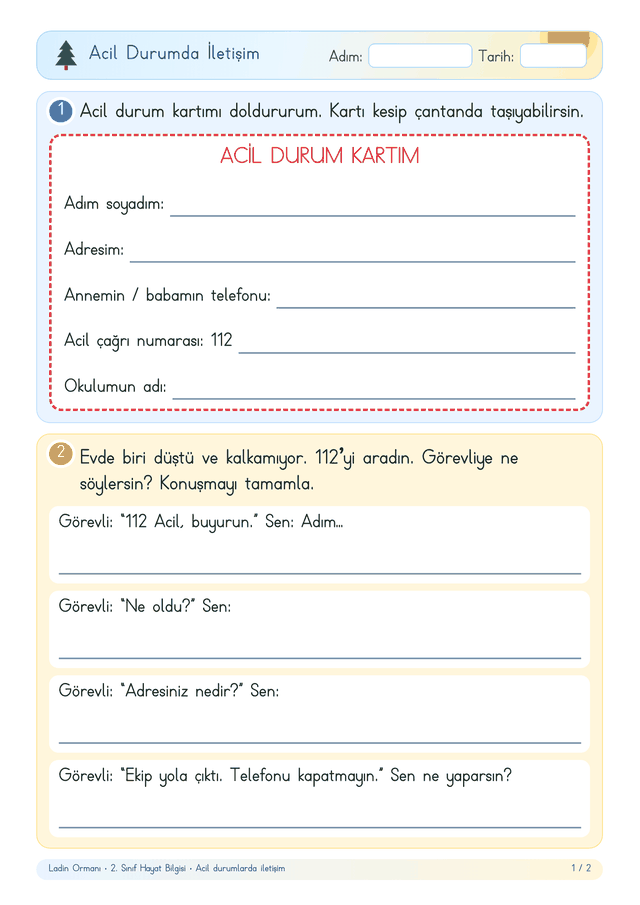 Acil Durumda İletişim
Adım:
Tarih:
1 Acil durum kartımı doldururum. Kartı kesip çantanda taşıyabilirsin.
ACİL DURUM KARTIM
Adım soyadım:
Adresim:
Annemin / babamın telefonu:
Acil çağrı numarası: 112
Okulumun adı:
2 Evde biri düştü ve kalkamıyor. 112’yi aradın. Görevliye ne
söylersin? Konuşmayı tamamla.
Görevli: “112 Acil, buyurun.” Sen: Adım…
Görevli: “Ne oldu?” Sen:
Görevli: “Adresiniz nedir?” Sen:
Görevli: “Ekip yola çıktı. Telefonu kapatmayın.” Sen ne yaparsın?
Ladin Ormanı • 2. Sınıf Hayat Bilgisi • Acil durumlarda iletişim
1 / 2